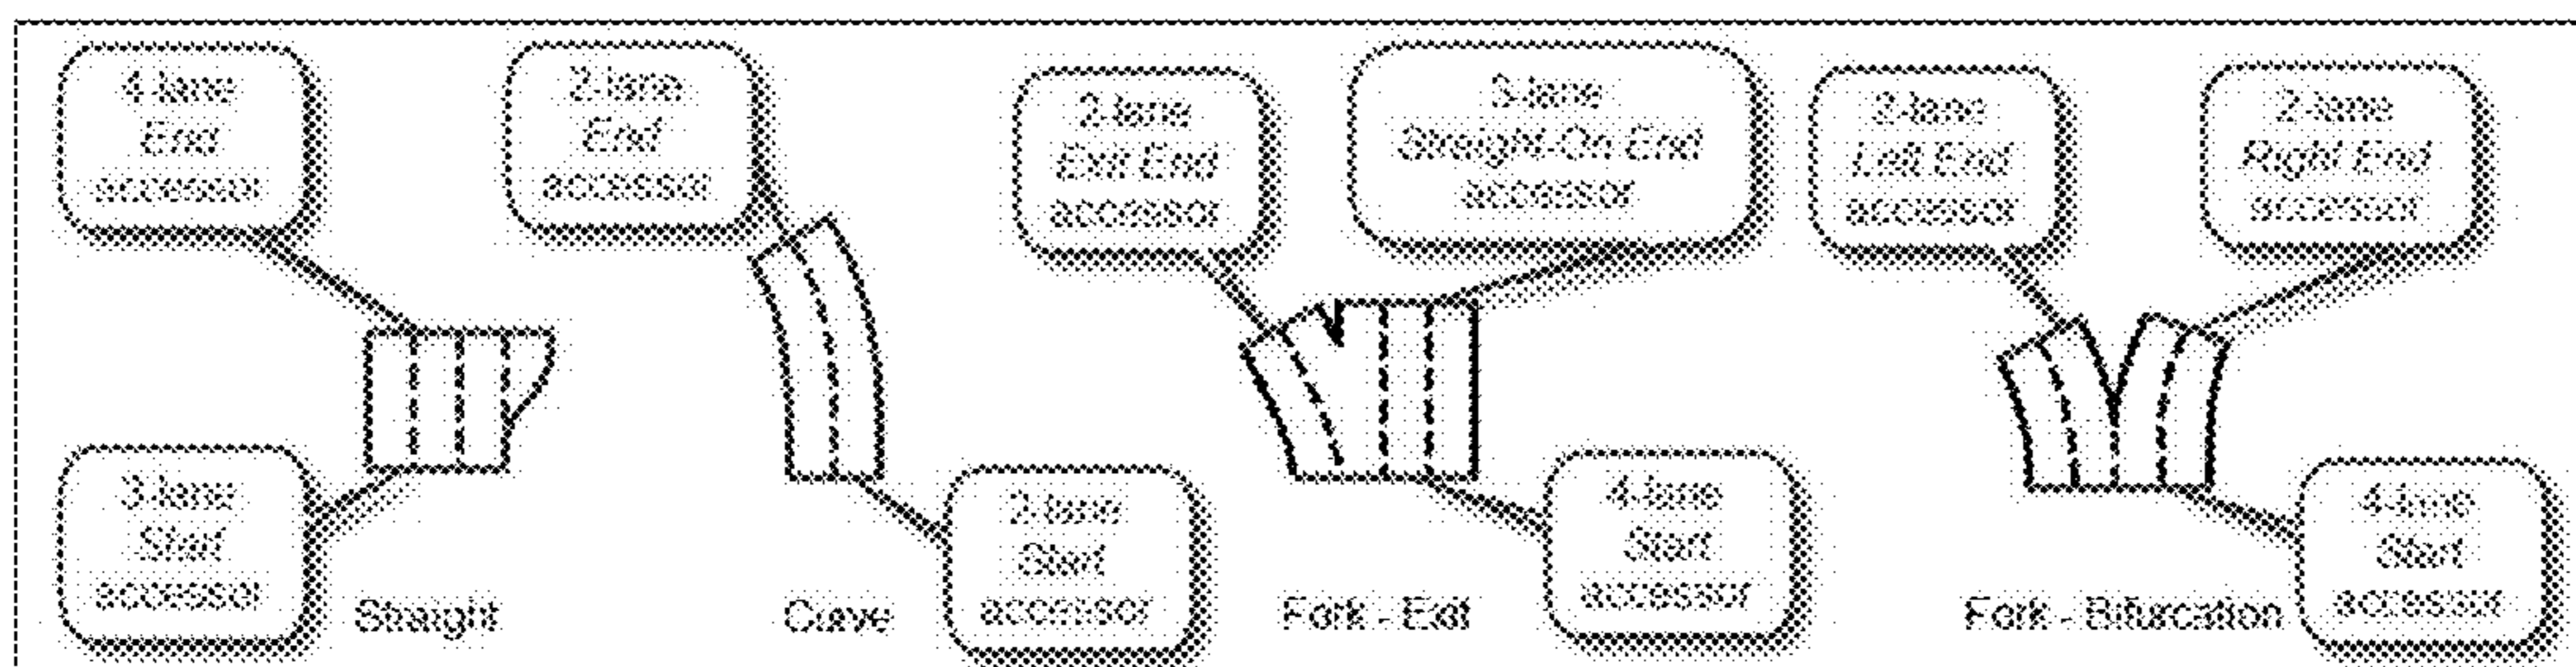 4-lane
End
accessor
2-lane
End
accessor
2-lane
Exit End
accessor
3-lane
Straight-On End
accessor
2-lane
Left End
accessor
2-lane
Right End
accessor
3-lane
Start
accessor
Straight
Curve
2-lane
Start
accessor
Fork - Exit
4-lane
Start
accessor
Fork - Bifurcation
4-lane
Start
accessor